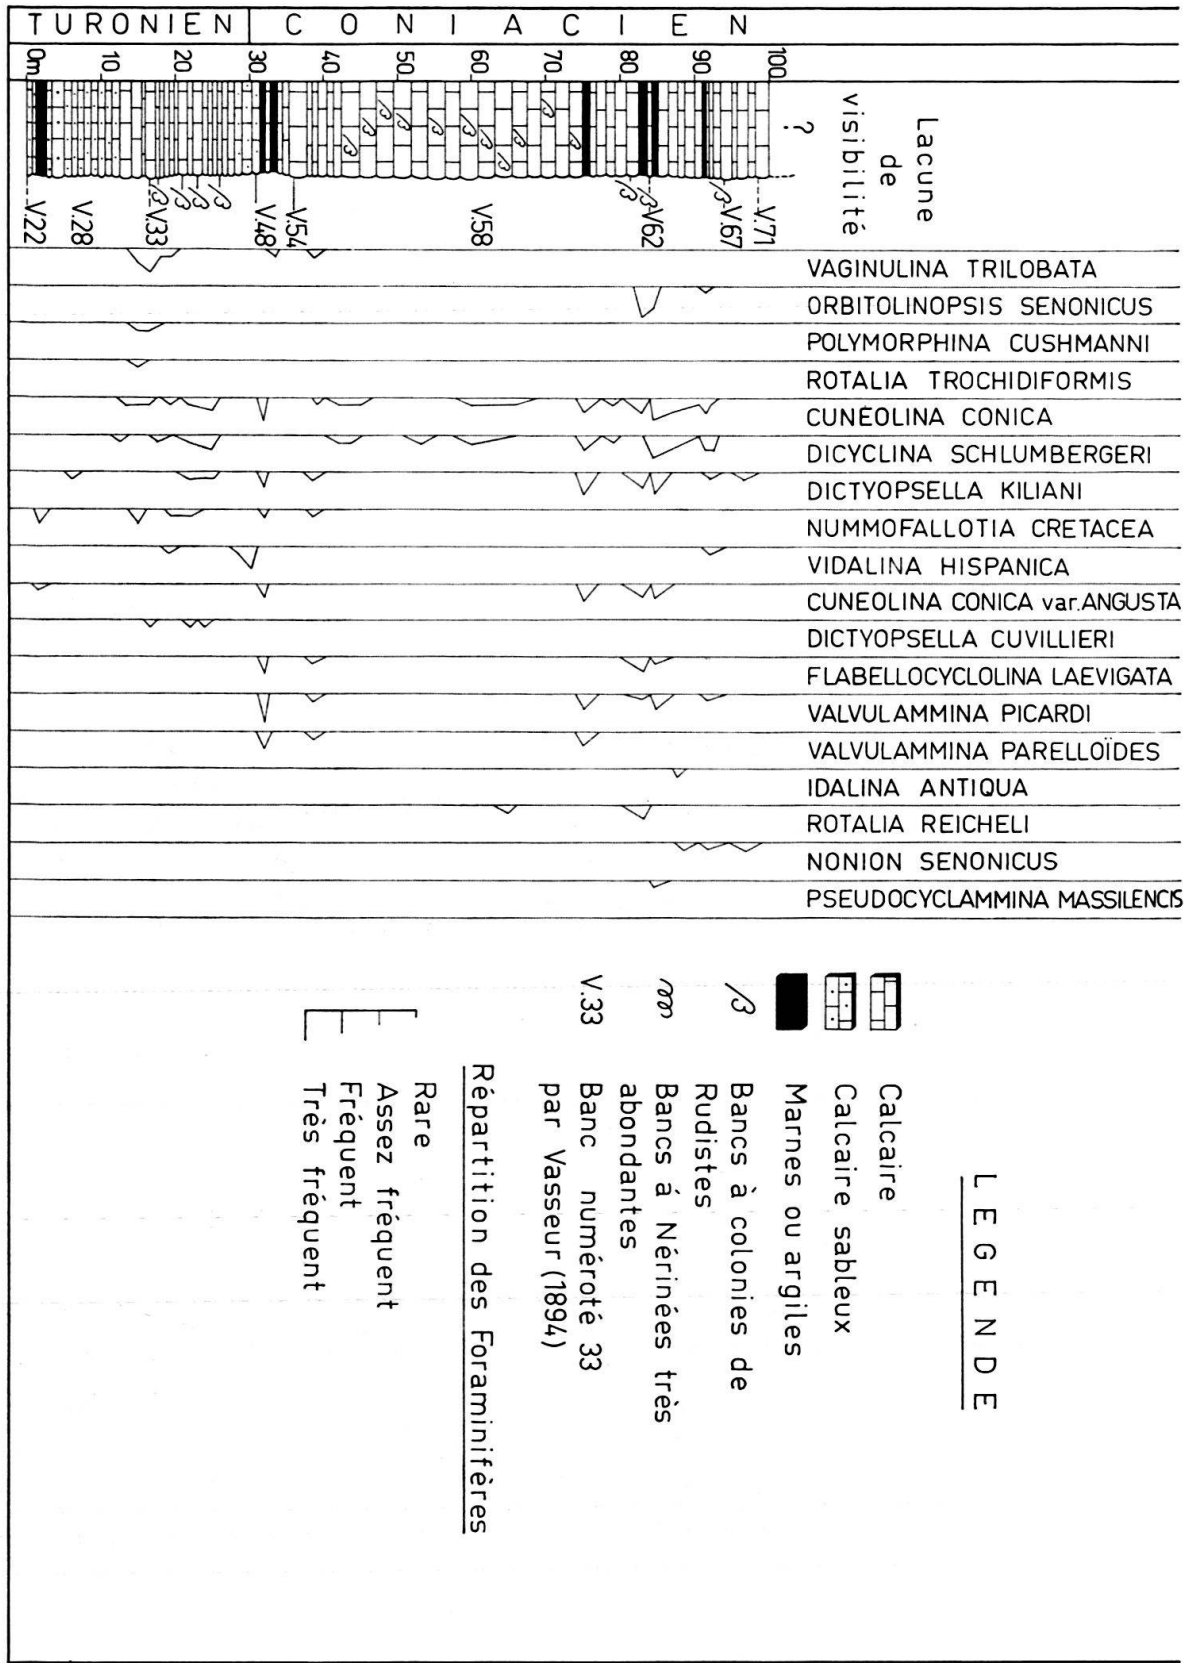 TURONIEN
CONIACIEN
0m 10 20 30 40 50 60 70 80 90 100
Lacune
de
visibilité
?
V.22 V.28 V.33 V.48 V.54 V.58 V.62 V.67 V.71
VAGINULINA TRILOBATA
ORBITOLINOPSIS SENONICUS
POLYMORPHINA CUSHMANNI
ROTALIA TROCHIDIFORMIS
CUNEOLINA CONICA
DICYCLINA SCHLUMBERGERI
DICTYOPSELLA KILIANI
NUMMOFALLOTIA CRETACEA
VIDALINA HISPANICA
CUNEOLINA CONICA var. ANGUSTA
DICTYOPSELLA CUVILLIERI
FLABELLOCYCLOLINA LAEVIGATA
VALVULAMMINA PICARDI
VALVULAMMINA PARELLOÏDES
IDALINA ANTIQUA
ROTALIA REICHELI
NONION SENONICUS
PSEUDOCYCLAMMINA MASSILENCIS
LEGENDE
Calcaire
Calcaire sableux
Marnes ou argiles
Bancs à colonies de
Rudistes
Bancs á Nérinées très
abondantes
V.33 Banc numéroté 33
par Vasseur (1894)
Répartition des Foraminifères
Rare
Assez fréquent
Fréquent
Très fréquent